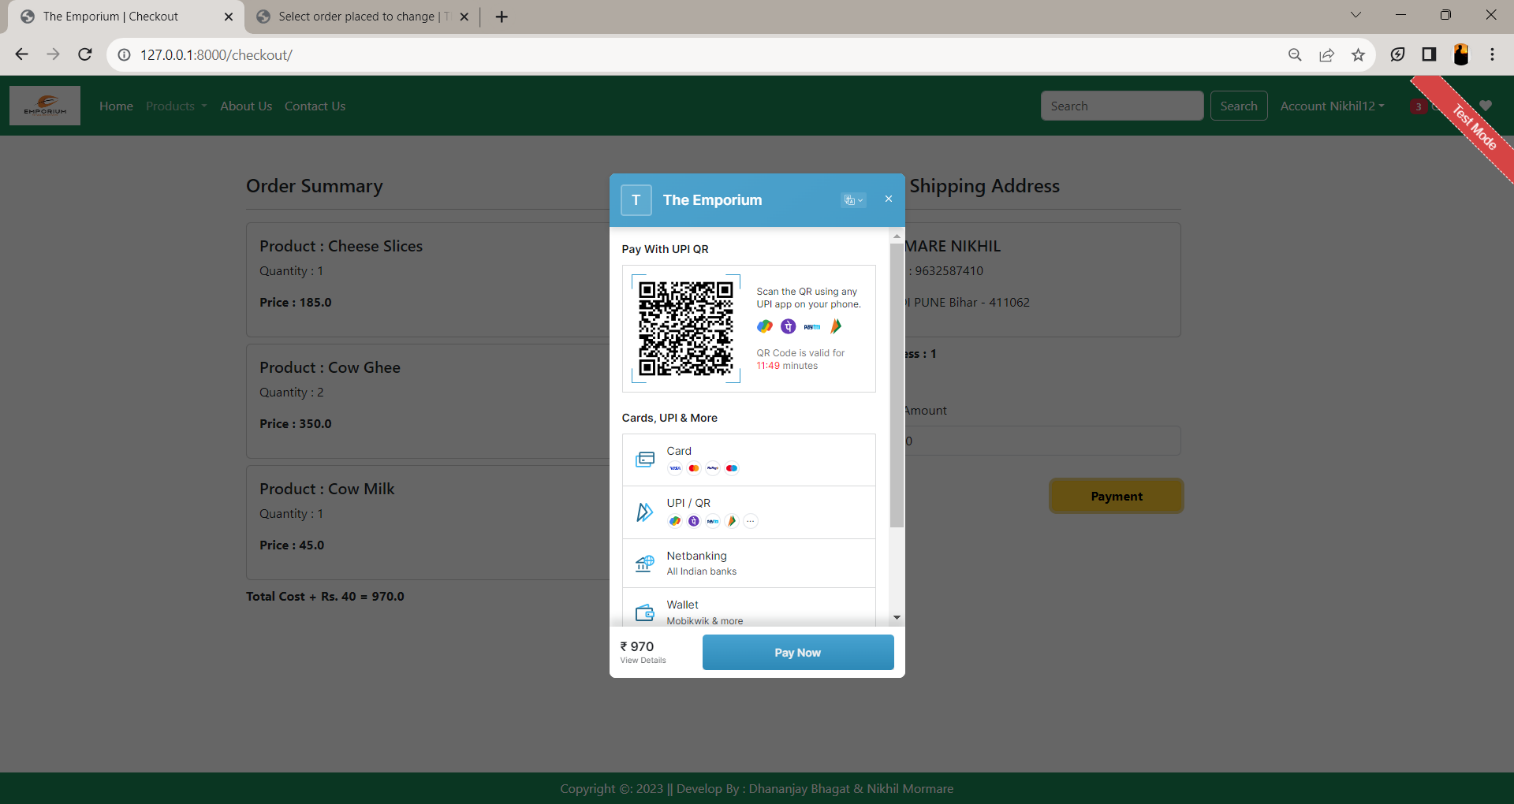 The Emporium | Checkout
Select order placed to change | T
127.0.0.1:8000/checkout/
EMPORIUM
Home Products About Us Contact Us
Search
Search
Account Nikhil12
3
Test Mode
Order Summary
Product : Cheese Slices
Quantity : 1
Price : 185.0
Product : Cow Ghee
Quantity : 2
Price : 350.0
Product : Cow Milk
Quantity : 1
Price : 45.0
Total Cost + Rs. 40 = 970.0
T
The Emporium
Pay With UPI QR
Scan the QR using any
UPI app on your phone.
QR Code is valid for
11:49 minutes
Cards, UPI & More
Card
VISA
UPI / QR
Netbanking
All Indian banks
Wallet
Mobikwik & more
₹ 970
View Details
Pay Now
Shipping Address
MARE NIKHIL
: 9632587410
PUNE Bihar - 411062
ess : 1
Amount
0
Payment
Copyright ©: 2023 || Develop By : Dhananjay Bhagat & Nikhil Mormare